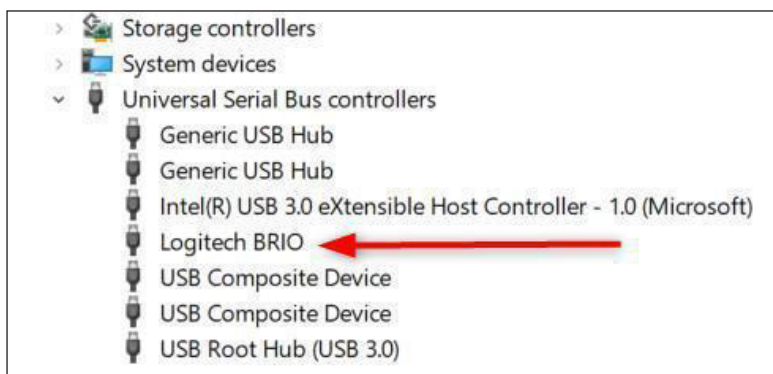 Storage controllers
System devices
Universal Serial Bus controllers
Generic USB Hub
Generic USB Hub
Intel(R) USB 3.0 eXtensible Host Controller - 1.0 (Microsoft)
Logitech BRIO
USB Composite Device
USB Composite Device
USB Root Hub (USB 3.0)